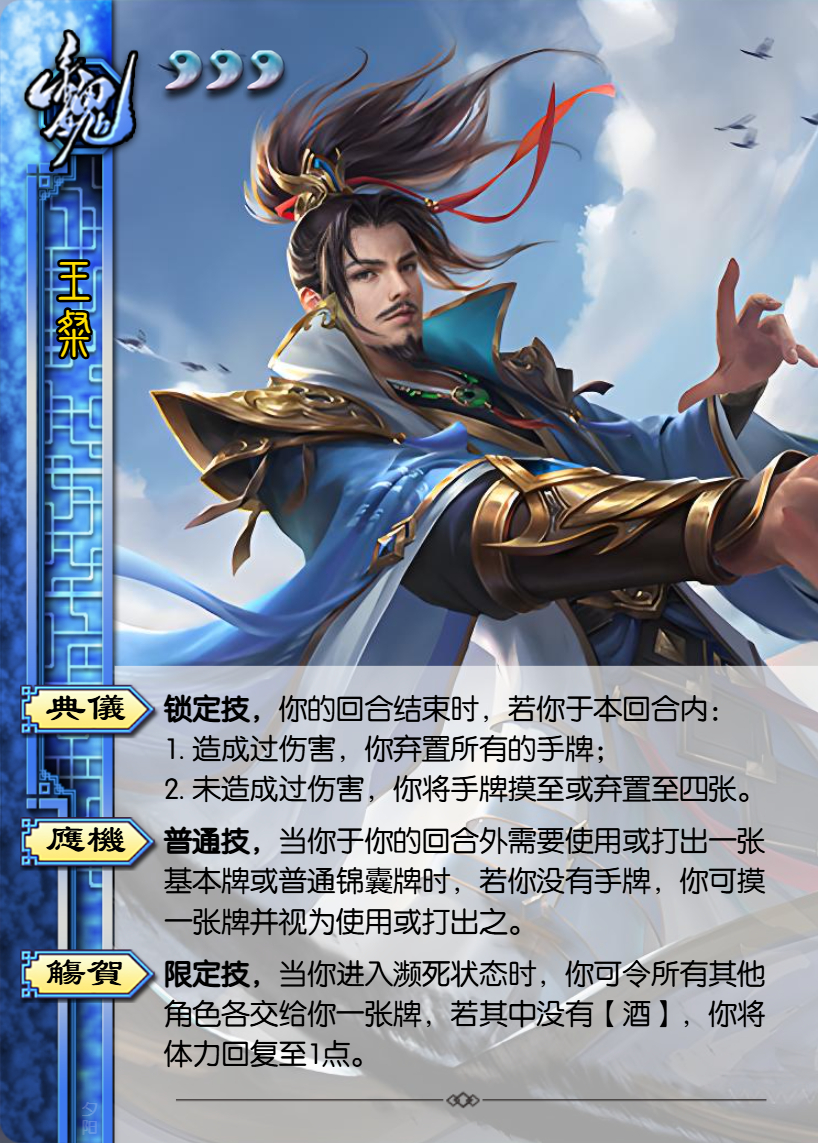 魏
王粲
典儀
锁定技，你的回合结束时，若你于本回合内：
1. 造成过伤害，你弃置所有的手牌；
2. 未造成过伤害，你将手牌摸至或弃置至四张。
應機
普通技，当你于你的回合外需要使用或打出一张
基本牌或普通锦囊牌时，若你没有手牌，你可摸
一张牌并视为使用或打出之。
觴賀
限定技，当你进入濒死状态时，你可令所有其他
角色各交给你一张牌，若其中没有【酒】，你将
体力回复至1点。
夕阳